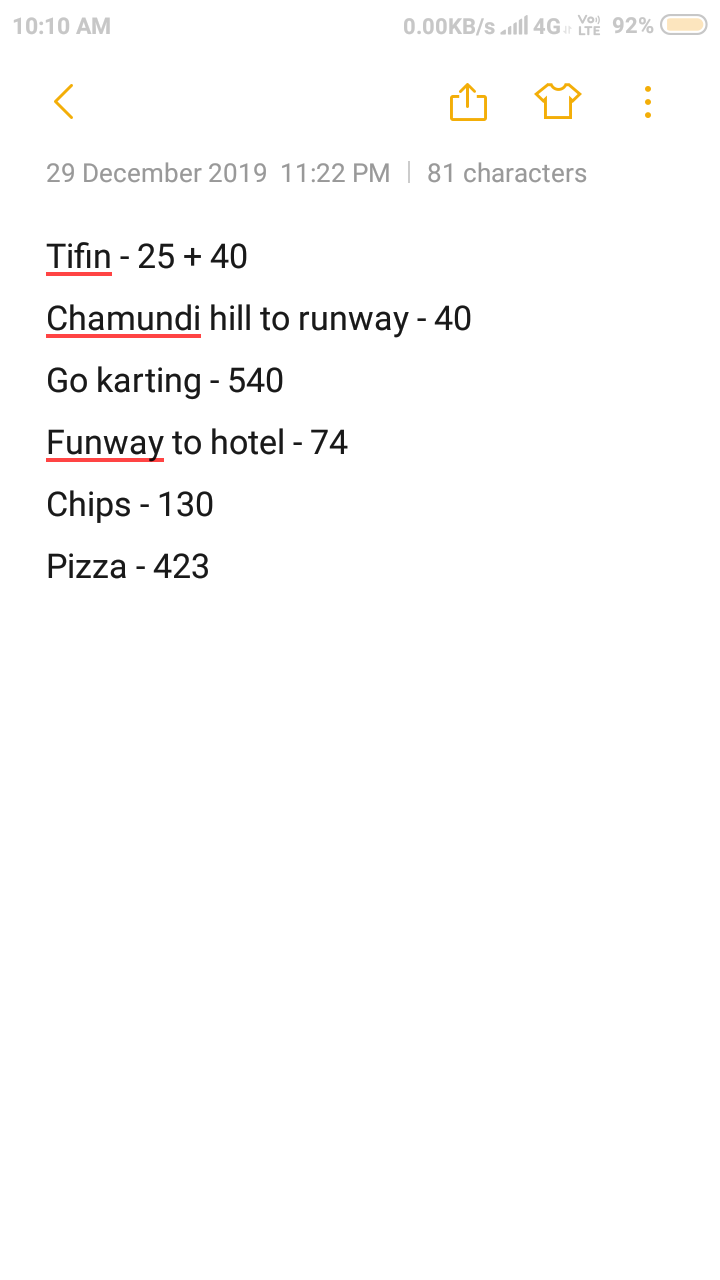 10:10 AM 0.00KB/s 4G Vo) LTE 92%
29 December 2019 11:22 PM | 81 characters
Tifin - 25 + 40
Chamundi hill to runway - 40
Go karting - 540
Funway to hotel - 74
Chips - 130
Pizza - 423